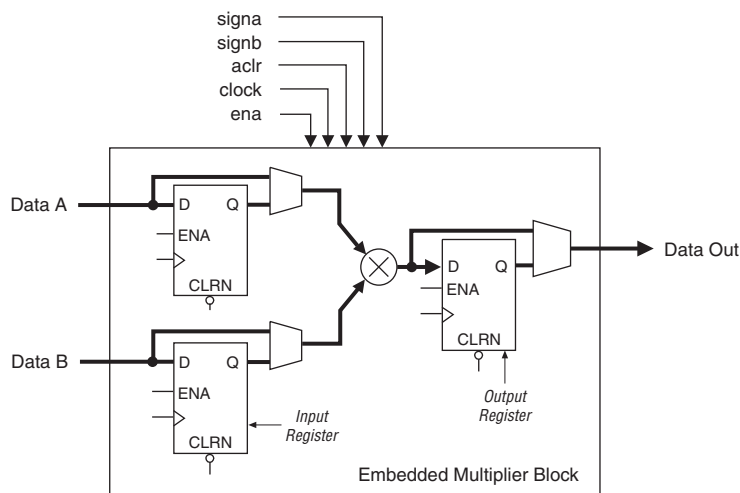 signa
signb
aclr
clock
ena
Data A
D Q
ENA
CLRN
Data B
D Q
ENA
CLRN
Input
Register
D Q
ENA
CLRN
Output
Register
Data Out
Embedded Multiplier Block